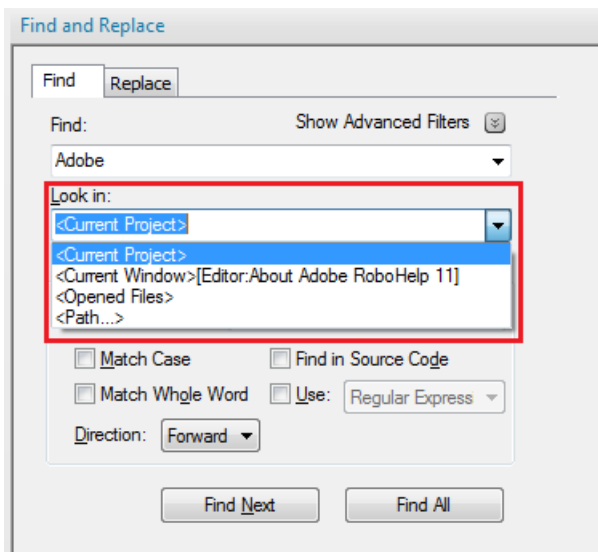 Find and Replace
Find Replace
Find: Show Advanced Filters
Adobe
Look in:
<Current Project>
<Current Project>
<Current Window>[Editor:About Adobe RoboHelp 11]
<Opened Files>
<Path...>
Match Case Find in Source Code
Match Whole Word Use: Regular Express
Direction: Forward
Find Next Find All